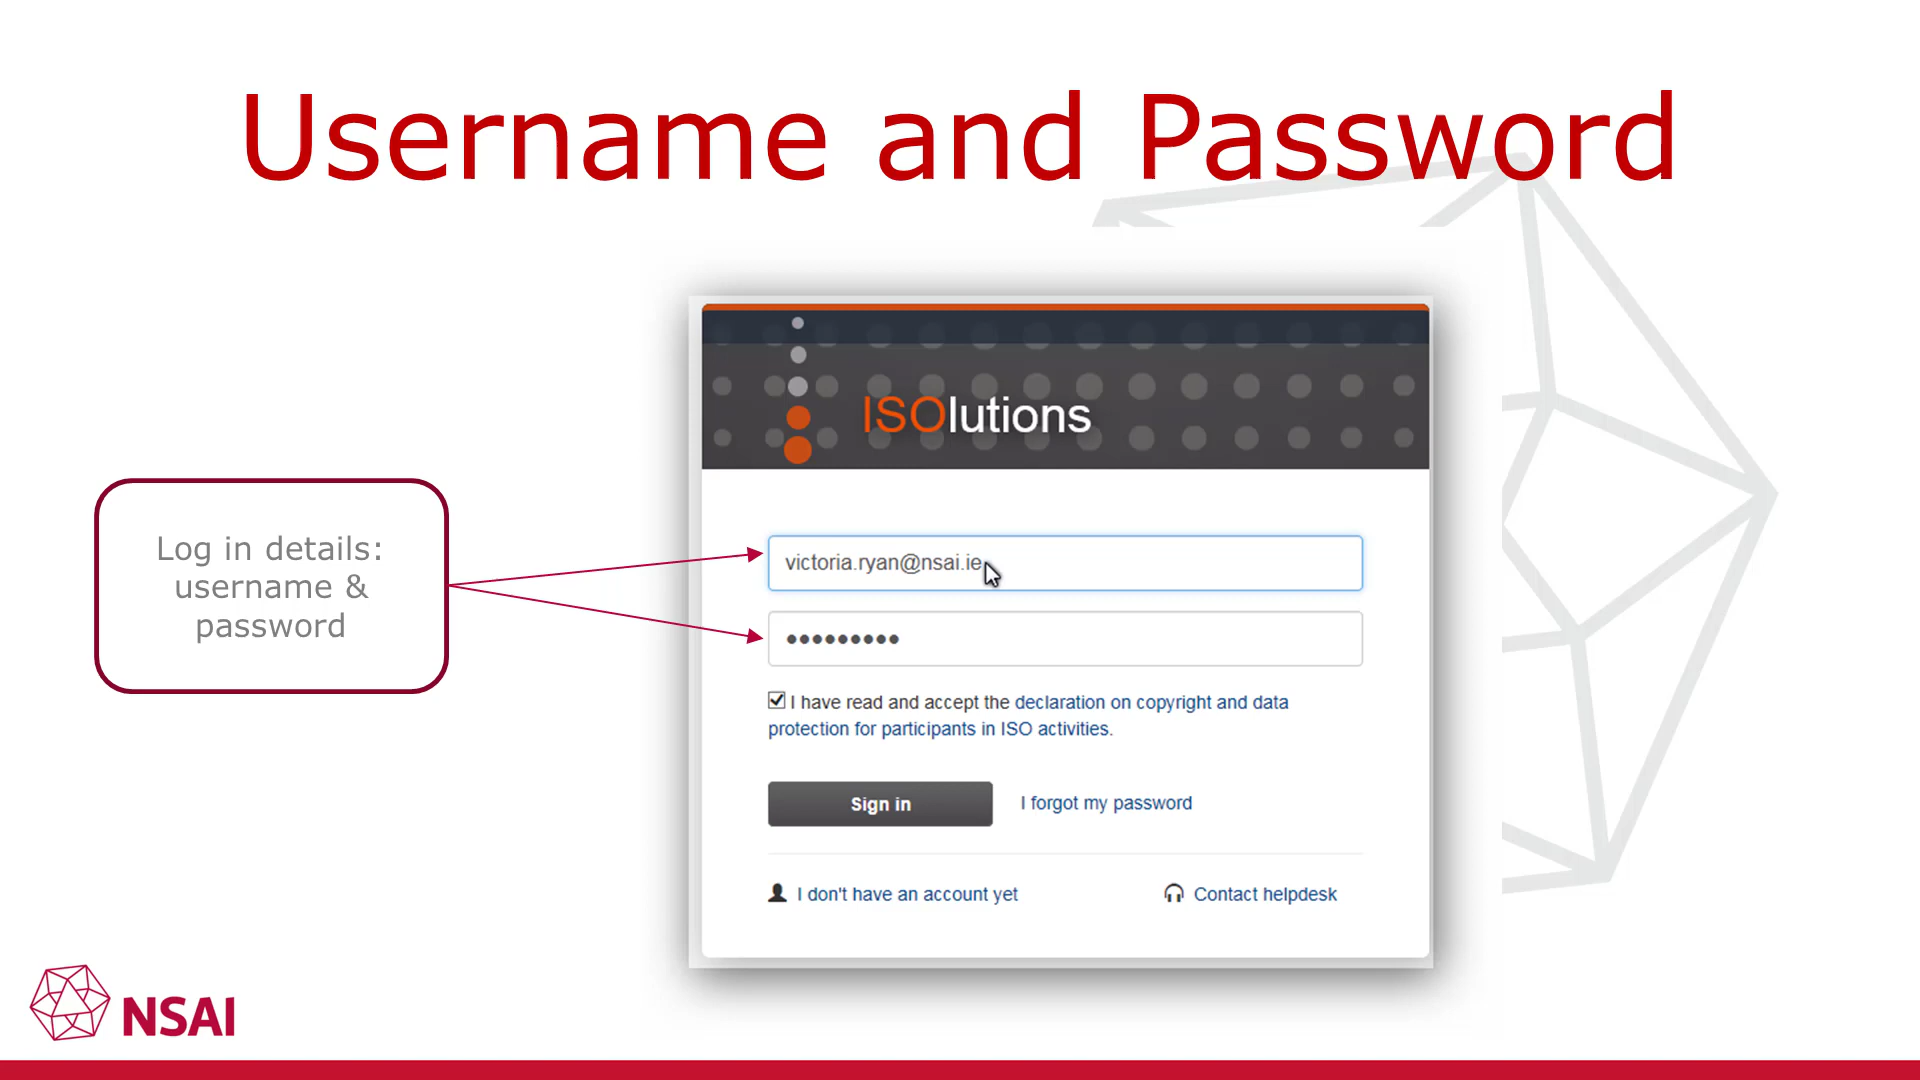 Username and Password
ISOlutions
Log in details:
username &
password
victoria.ryan@nsai.ie
•••••••••
I have read and accept the declaration on copyright and data
protection for participants in ISO activities.
Sign in
I forgot my password
I don't have an account yet
Contact helpdesk
NSAI